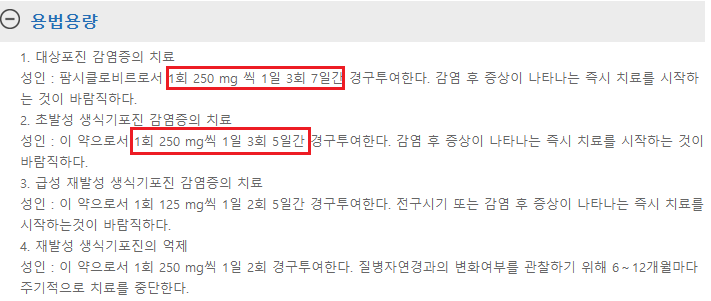 용법용량
1. 대상포진 감염증의 치료
성인 : 팜시클로비르로서 1회 250 mg 씩 1일 3회 7일간 경구투여한다. 감염 후 증상이 나타나는 즉시 치료를 시작하
는 것이 바람직하다.
2. 초발성 생식기포진 감염증의 치료
성인 : 이 약으로서 1회 250 mg씩 1일 3회 5일간 경구투여한다. 감염 후 증상이 나타나는 즉시 치료를 시작하는 것이
바람직하다.
3. 급성 재발성 생식기포진 감염증의 치료
성인 : 이 약으로서 1회 125 mg씩 1일 2회 5일간 경구투여한다. 전구시기 또는 감염 후 증상이 나타나는 즉시 치료를
시작하는것이 바람직하다.
4. 재발성 생식기포진의 억제
성인 : 이 약으로서 1회 250 mg씩 1일 2회 경구투여한다. 질병자연경과의 변화여부를 관찰하기 위해 6~12개월마다
주기적으로 치료를 중단한다.